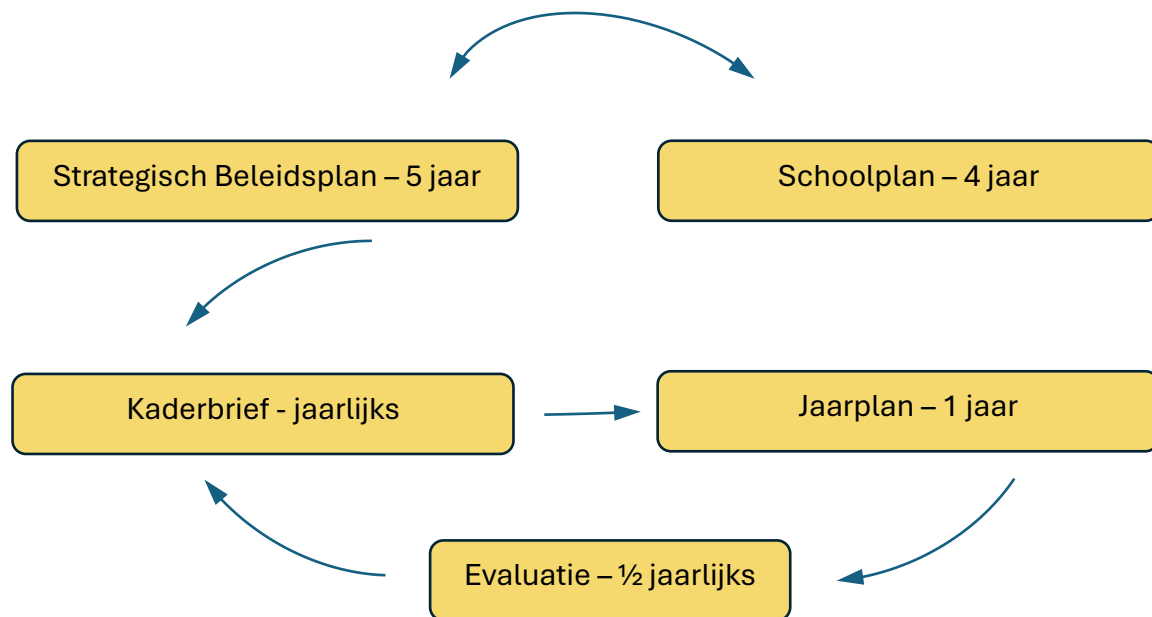 Strategisch Beleidsplan – 5 jaar
Schoolplan – 4 jaar
Kaderbrief - jaarlijks
Jaarplan – 1 jaar
Evaluatie – ½ jaarlijks